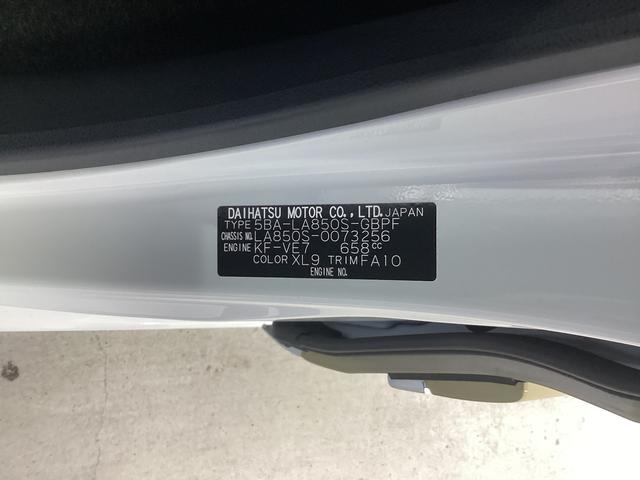 DAIHATSU MOTOR CO.,LTD. JAPAN
TYPE 5BA-LA850S-GBPF
CHASSIS NO. LA850S-0073256
ENGINE KF-VE7 658cc
COLOR XL9 TRIM FA10
ENGINE NO.